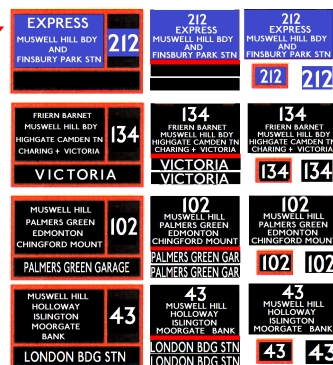 EXPRESS
MUSWELL HILL BDY
AND
FINSBURY PARK STN
212
212
MUSWELL HILL BDY
AND
FINSBURY PARK STN
212
MUSWELL HILL BDY
AND
FINSBURY PARK STN
212
212
FRIERN BARNET
MUSWELL HILL BDY
HIGHGATE CAMDEN TN
CHARING + VICTORIA
134
VICTORIA
134
FRIERN BARNET
MUSWELL HILL BDY
HIGHGATE CAMDEN TN
CHARING + VICTORIA
VICTORIA
VICTORIA
134
FRIERN BARNET
MUSWELL HILL BDY
HIGHGATE CAMDEN TN
CHARING + VICTORIA
134
134
MUSWELL HILL
PALMERS GREEN
EDMONTON
CHINGFORD MOUNT
102
PALMERS GREEN GARAGE
102
MUSWELL HILL
PALMERS GREEN
EDMONTON
CHINGFORD MOUNT
PALMERS GREEN GAR
PALMERS GREEN GAR
102
MUSWELL HILL
PALMERS GREEN
EDMONTON
CHINGFORD MOUNT
102
102
MUSWELL HILL
HOLLOWAY
ISLINGTON
MOORGATE
BANK
43
LONDON BDG STN
43
MUSWELL HILL
HOLLOWAY
ISLINGTON
MOORGATE BANK
LONDON BDG STN
LONDON BDG STN
43
MUSWELL HILL
HOLLOWAY
ISLINGTON
MOORGATE BANK
43
43